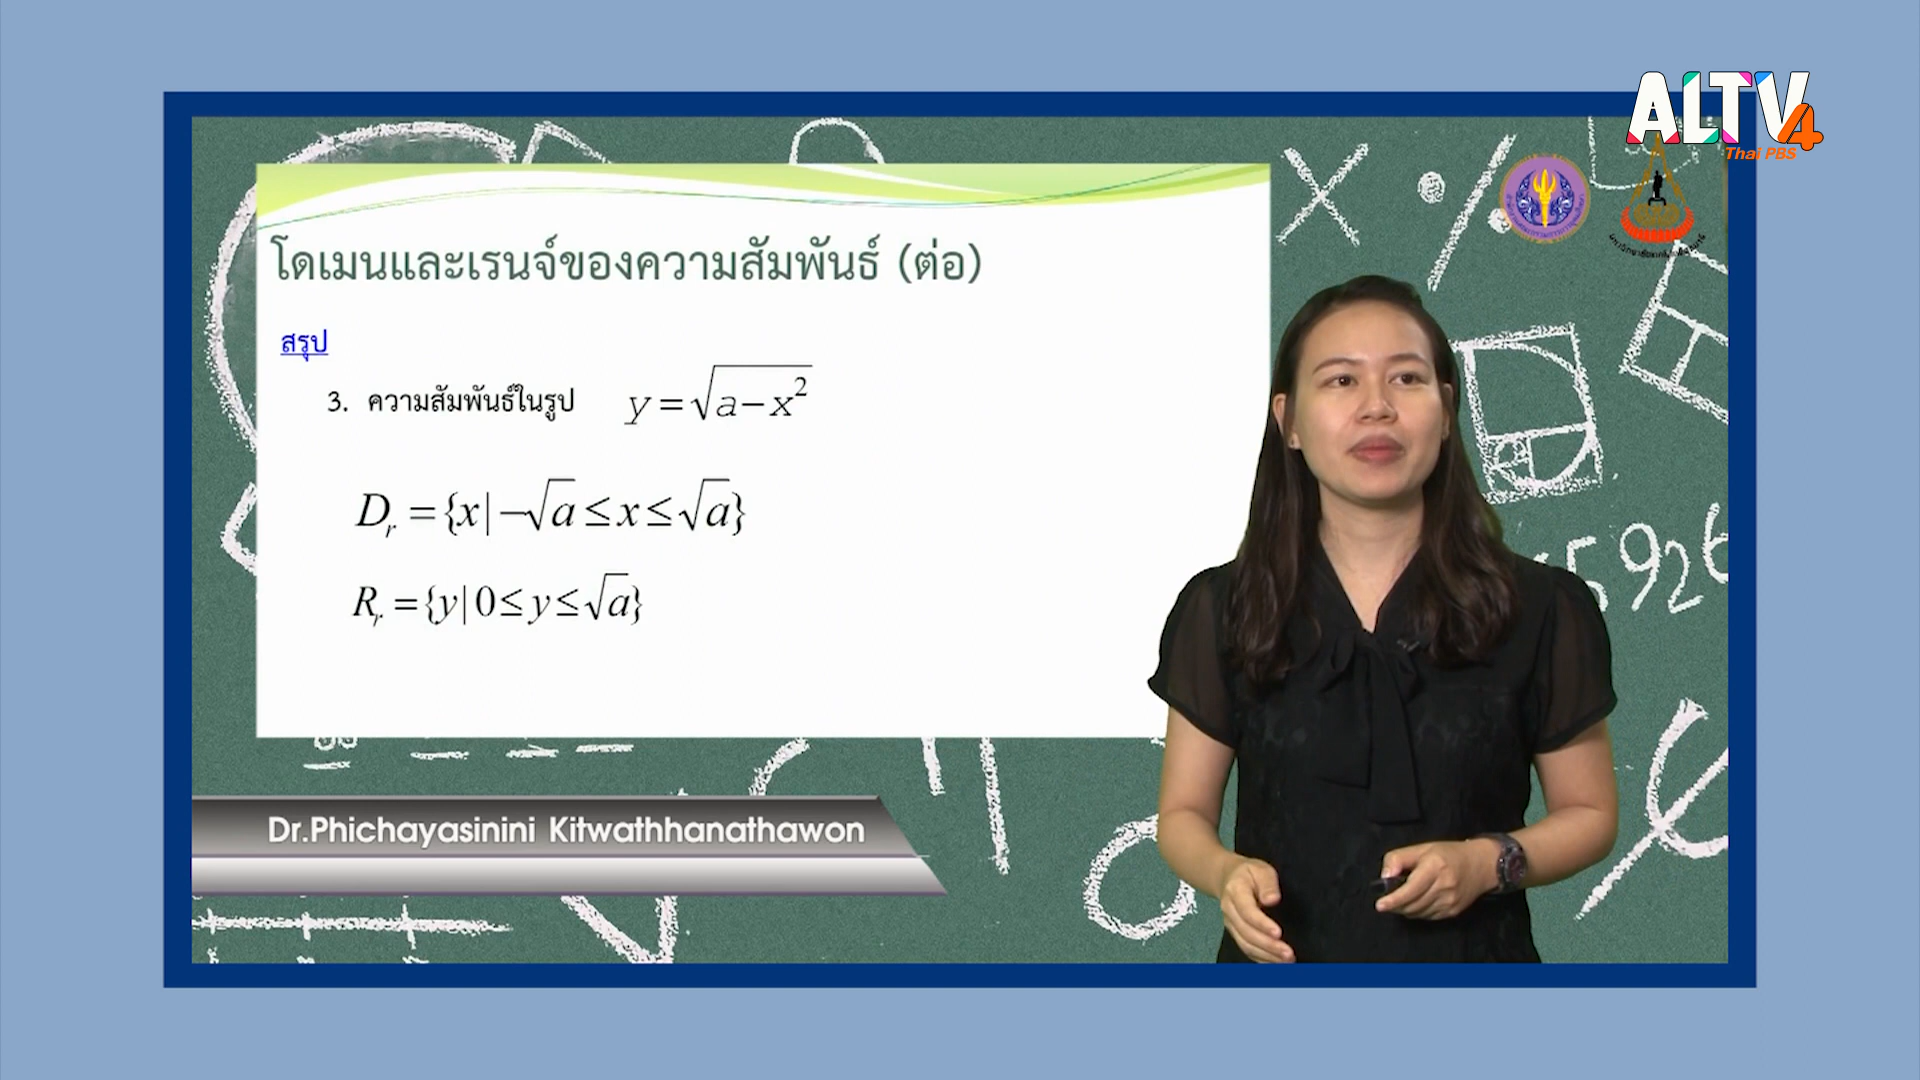 ALTV4
Thai PBS
โดเมนและเรนจ์ของความสัมพันธ์ (ต่อ)
สรุป
3. ความสัมพันธ์ในรูป y=√a−x²
D_r={x|−√a≤x≤√a}
R_r={y|0≤y≤√a}
5926
Dr.Phichayasinini Kitwathhanathawon